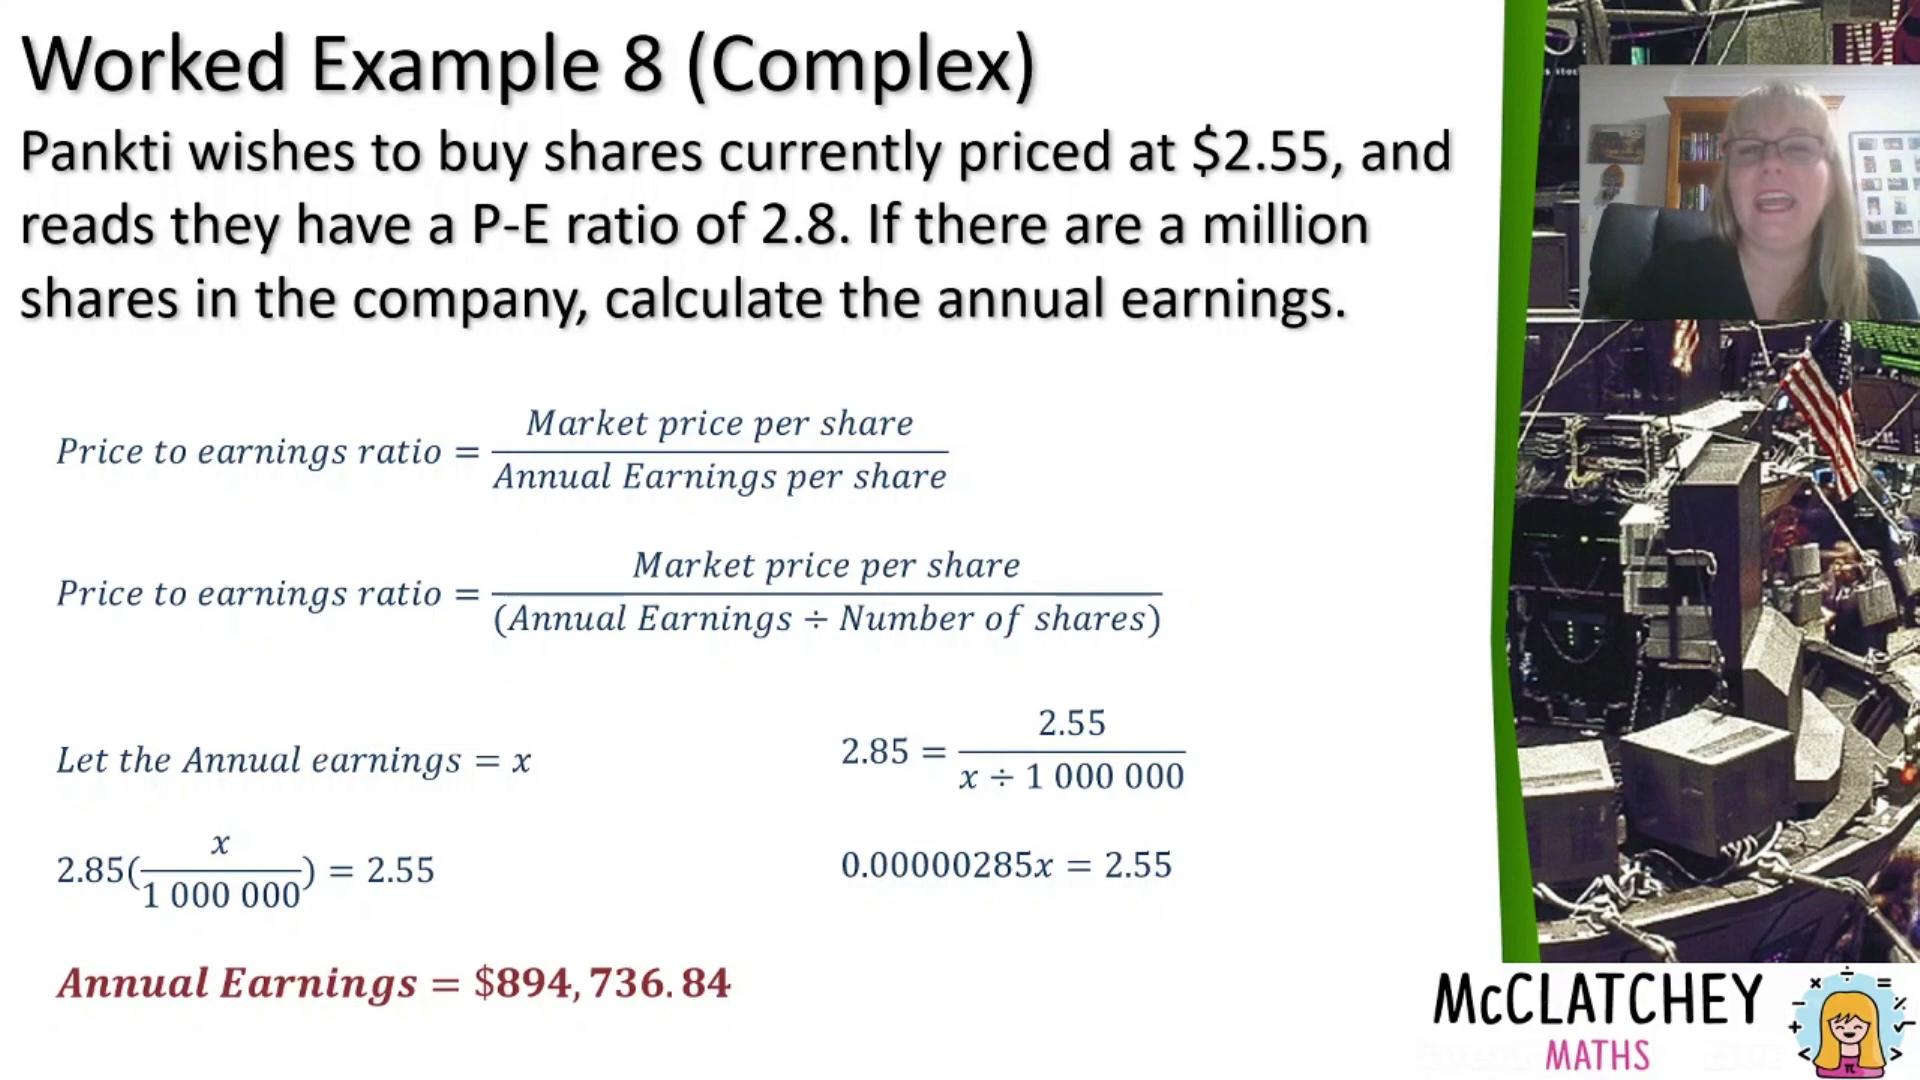 Worked Example 8 (Complex)
Pankti wishes to buy shares currently priced at $2.55, and
reads they have a P-E ratio of 2.8. If there are a million
shares in the company, calculate the annual earnings.
Price to earnings ratio = Market price per share / Annual Earnings per share
Price to earnings ratio = Market price per share / (Annual Earnings ÷ Number of shares)
Let the Annual earnings = x
2.85 = 2.55 / x ÷ 1 000 000
2.85(x / 1 000 000) = 2.55
0.00000285x = 2.55
Annual Earnings = $894,736.84
McCLATCHEY
MATHS